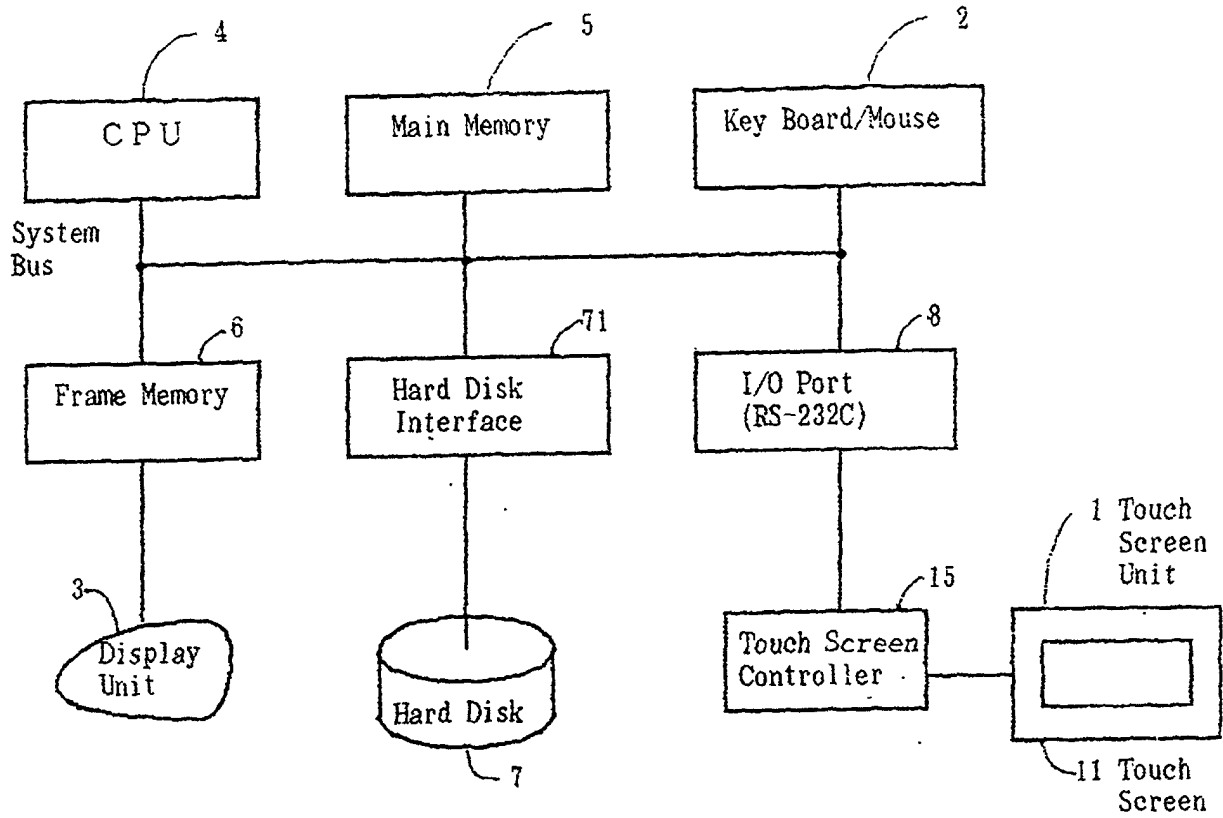 4
5
2
CPU
Main Memory
Key Board/Mouse
System
Bus
6
71
8
Frame Memory
Hard Disk
Interface
I/O Port
(RS-232C)
1 Touch
Screen
Unit
3
15
Display
Unit
Hard Disk
Touch Screen
Controller
7
11 Touch
Screen